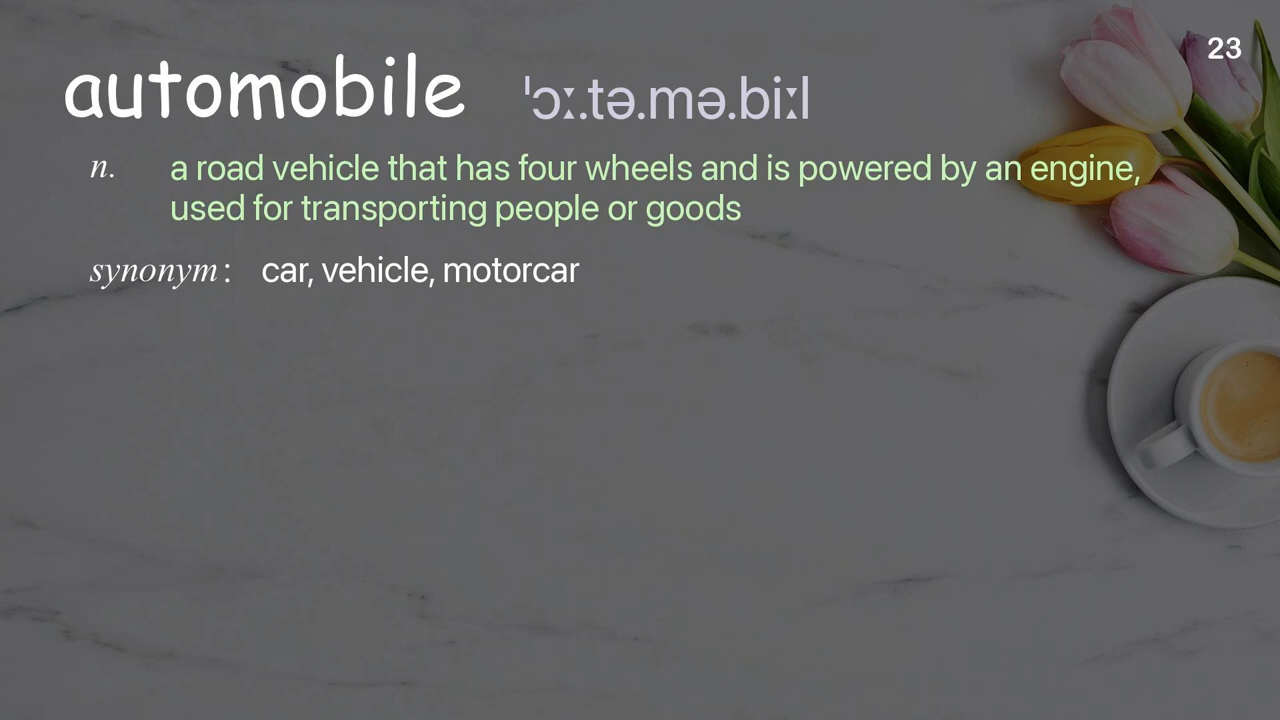 23
automobile ˈɔː.tə.mə.biːl
n. a road vehicle that has four wheels and is powered by an engine,
used for transporting people or goods
synonym: car, vehicle, motorcar